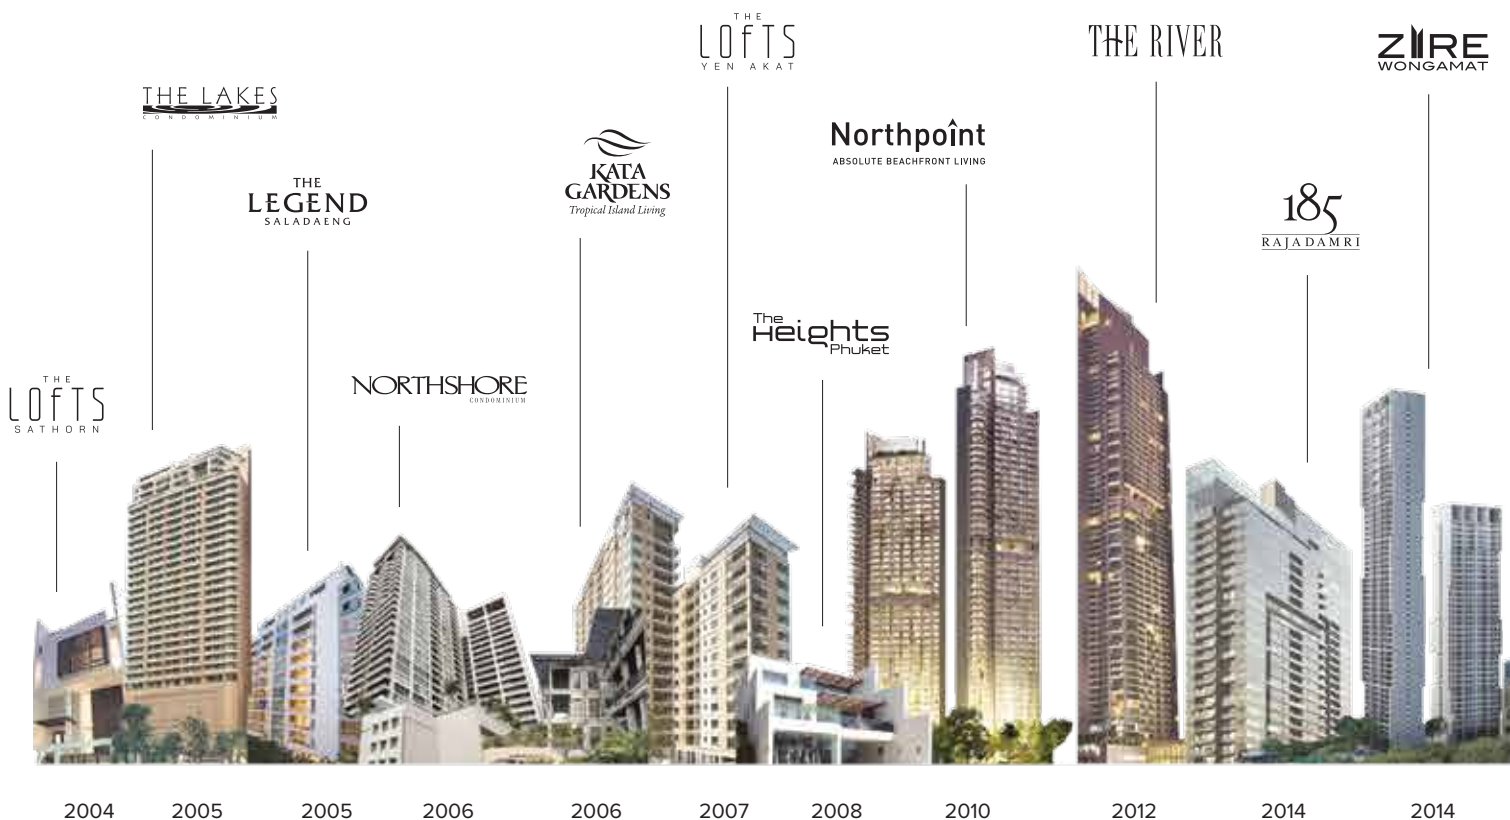 THE
LOFTS
SATHORN
THE LAKES
CONDOMINIUM
THE
LEGEND
SALADAENG
NORTHSHORE
CONDOMINIUM
KATA
GARDENS
Tropical Island Living
THE
LOFTS
YEN AKAT
The
Heights
Phuket
Northpoint
ABSOLUTE BEACHFRONT LIVING
THE RIVER
185
RAJADAMRI
ZIRE
WONGAMAT
2004 2005 2005 2006 2006 2007 2008 2010 2012 2014 2014